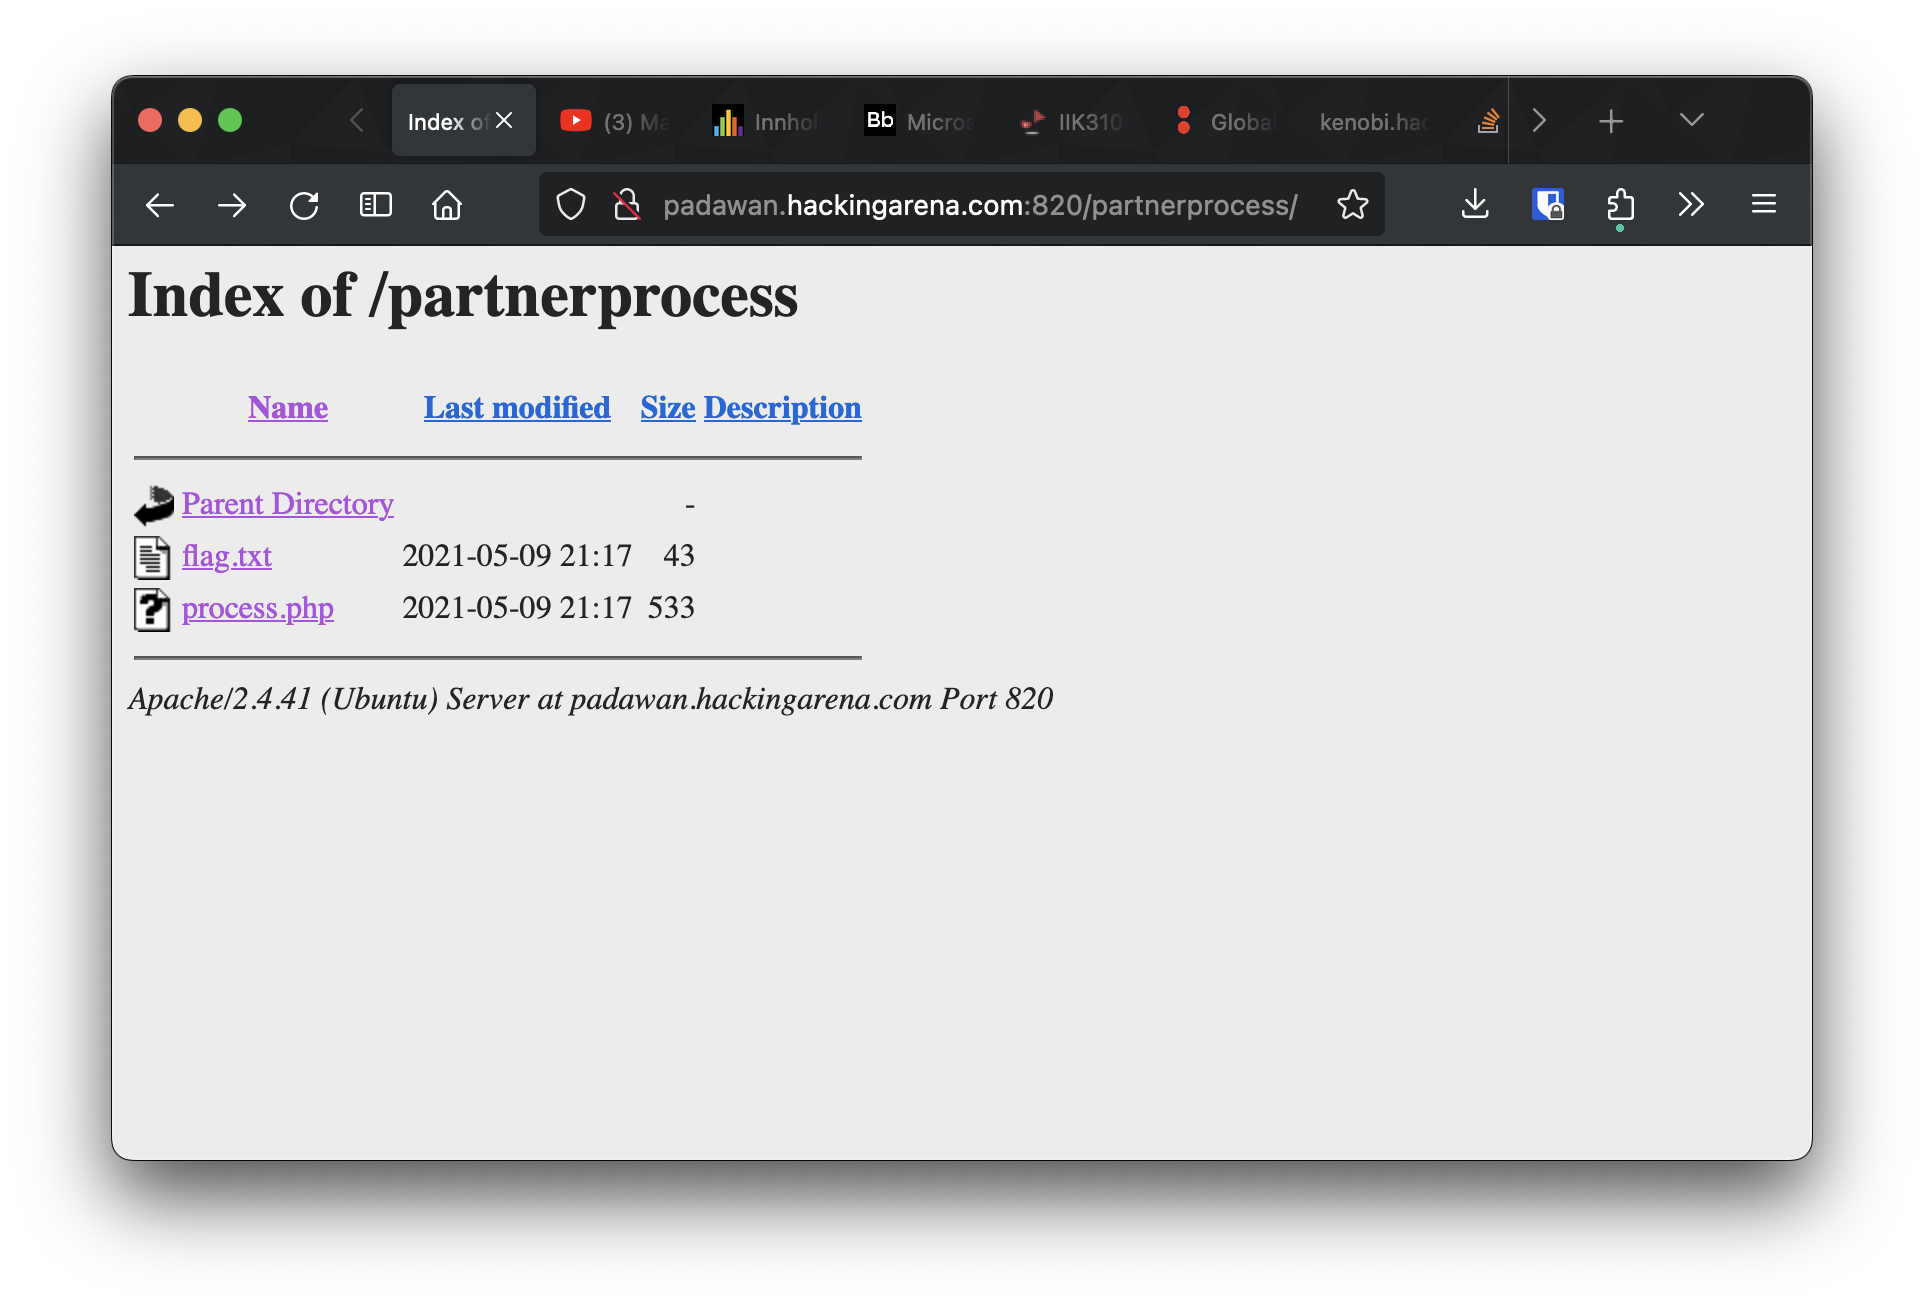 Index of (3) Ma Innhol Bb Micros IIK310 Global kenobi.hac
padawan.hackingarena.com:820/partnerprocess/
Index of /partnerprocess
Name Last modified Size Description
Parent Directory -
flag.txt 2021-05-09 21:17 43
process.php 2021-05-09 21:17 533
Apache/2.4.41 (Ubuntu) Server at padawan.hackingarena.com Port 820